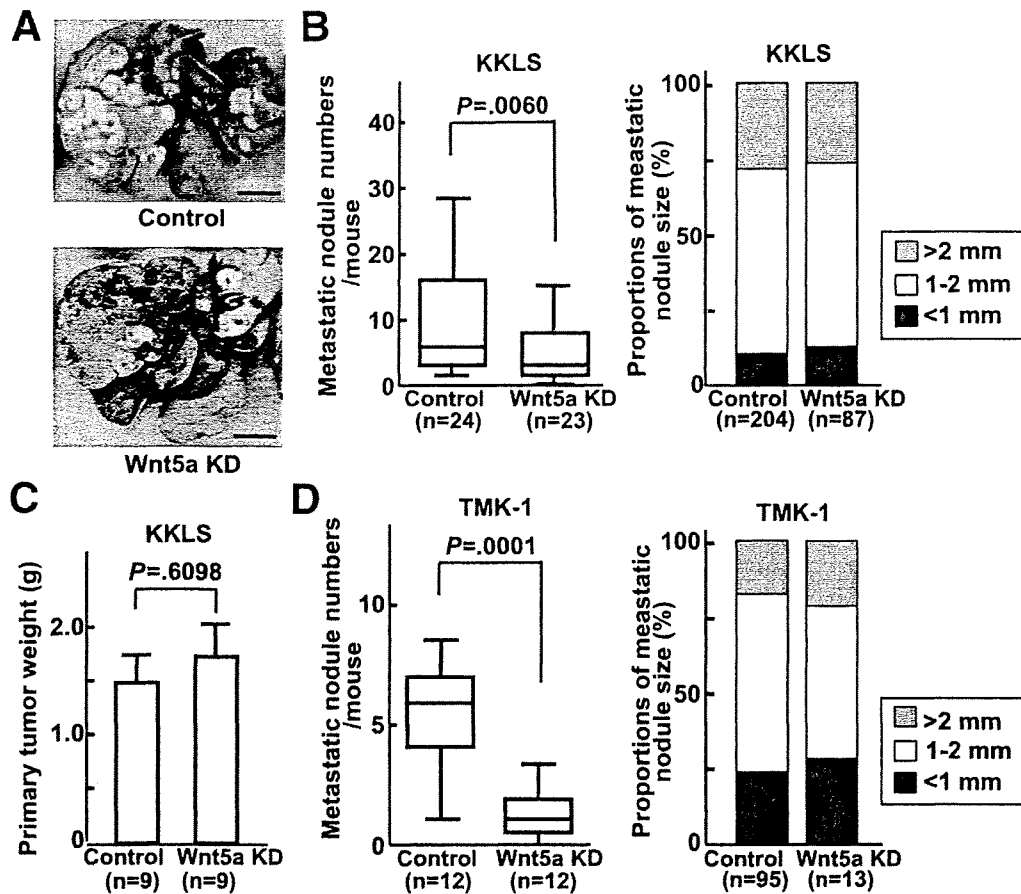 A
Control
Wnt5a KD
B
KKLS
Metastatic nodule numbers
/mouse
P=.0060
40
30
20
10
0
Control
(n=24)
Wnt5a KD
(n=23)
KKLS
Proportions of meastatic
nodule size (%)
100
50
0
Control
(n=204)
Wnt5a KD
(n=87)
>2 mm
1-2 mm
<1 mm
C
KKLS
Primary tumor weight (g)
P=.6098
2.0
1.0
0
Control
(n=9)
Wnt5a KD
(n=9)
D
TMK-1
Metastatic nodule numbers
/mouse
P=.0001
10
5
0
Control
(n=12)
Wnt5a KD
(n=12)
TMK-1
Proportions of meastatic
nodule size (%)
100
50
0
Control
(n=95)
Wnt5a KD
(n=13)
>2 mm
1-2 mm
<1 mm